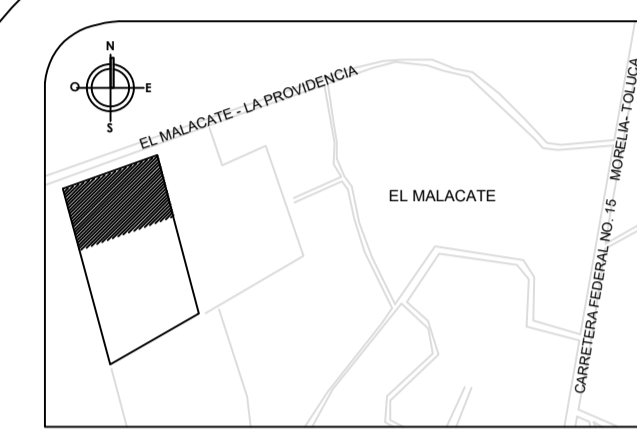 N
O E
S
EL MALACATE - LA PROVIDENCIA
EL MALACATE
CARRETERA FEDERAL NO. 15 MORELIA- TOLUCA